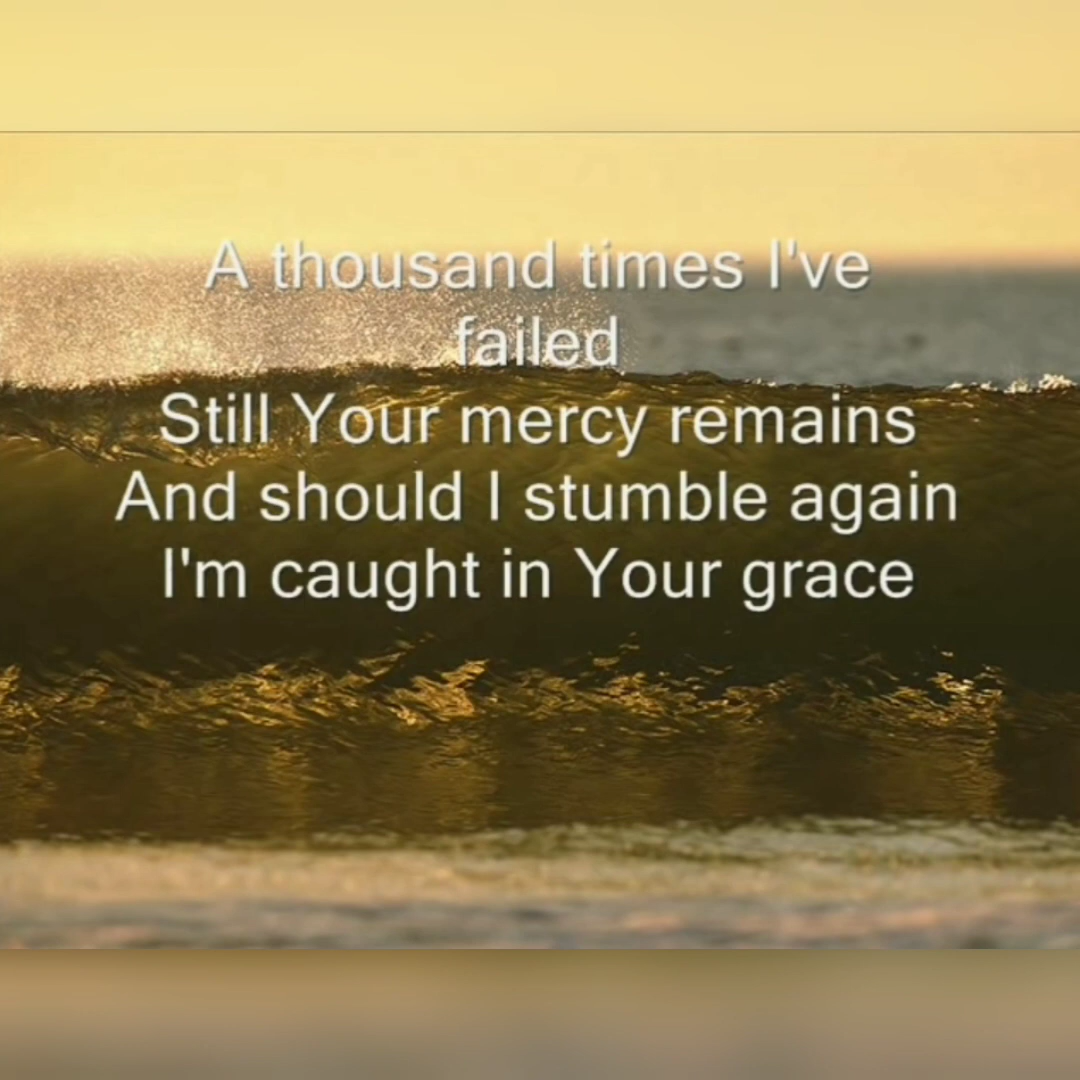 A thousand times I've
failed
Still Your mercy remains
And should I stumble again
I'm caught in Your grace